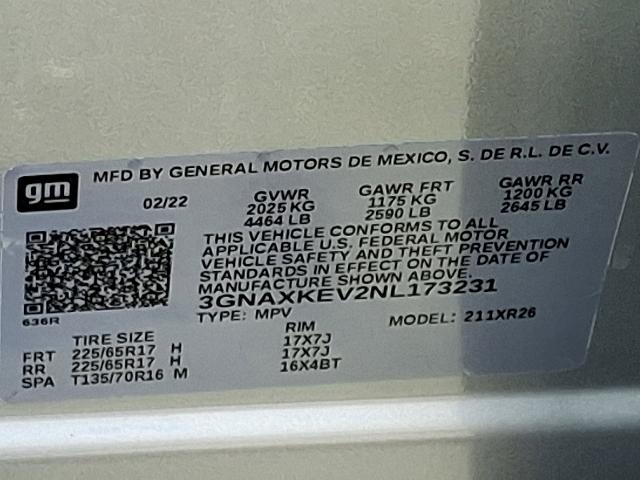 gm
MFD BY GENERAL MOTORS DE MEXICO, S. DE R.L. DE C.V.
02/22 GVWR GAWR FRT GAWR RR
2025 KG 1175 KG 1200 KG
4464 LB 2590 LB 2645 LB
THIS VEHICLE CONFORMS TO ALL
APPLICABLE U.S. FEDERAL MOTOR
VEHICLE SAFETY AND THEFT PREVENTION
STANDARDS IN EFFECT ON THE DATE OF
MANUFACTURE SHOWN ABOVE.
3GNAXKEV2NL173231
636R
TYPE: MPV MODEL: 211XR26
TIRE SIZE RIM
FRT 225/65R17 H 17X7J
RR 225/65R17 H 17X7J
SPA T135/70R16 M 16X4BT